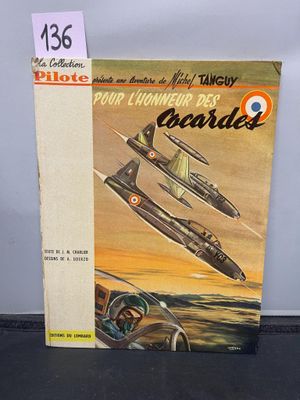 136
la Collection
Pilote
présente une Aventure de Michel TANGUY
POUR L'HONNEUR DES
Cocardes
TEXTE DE J. M. CHARLIER
DESSINS DE A. UDERZO
EDITIONS DU LOMBARD